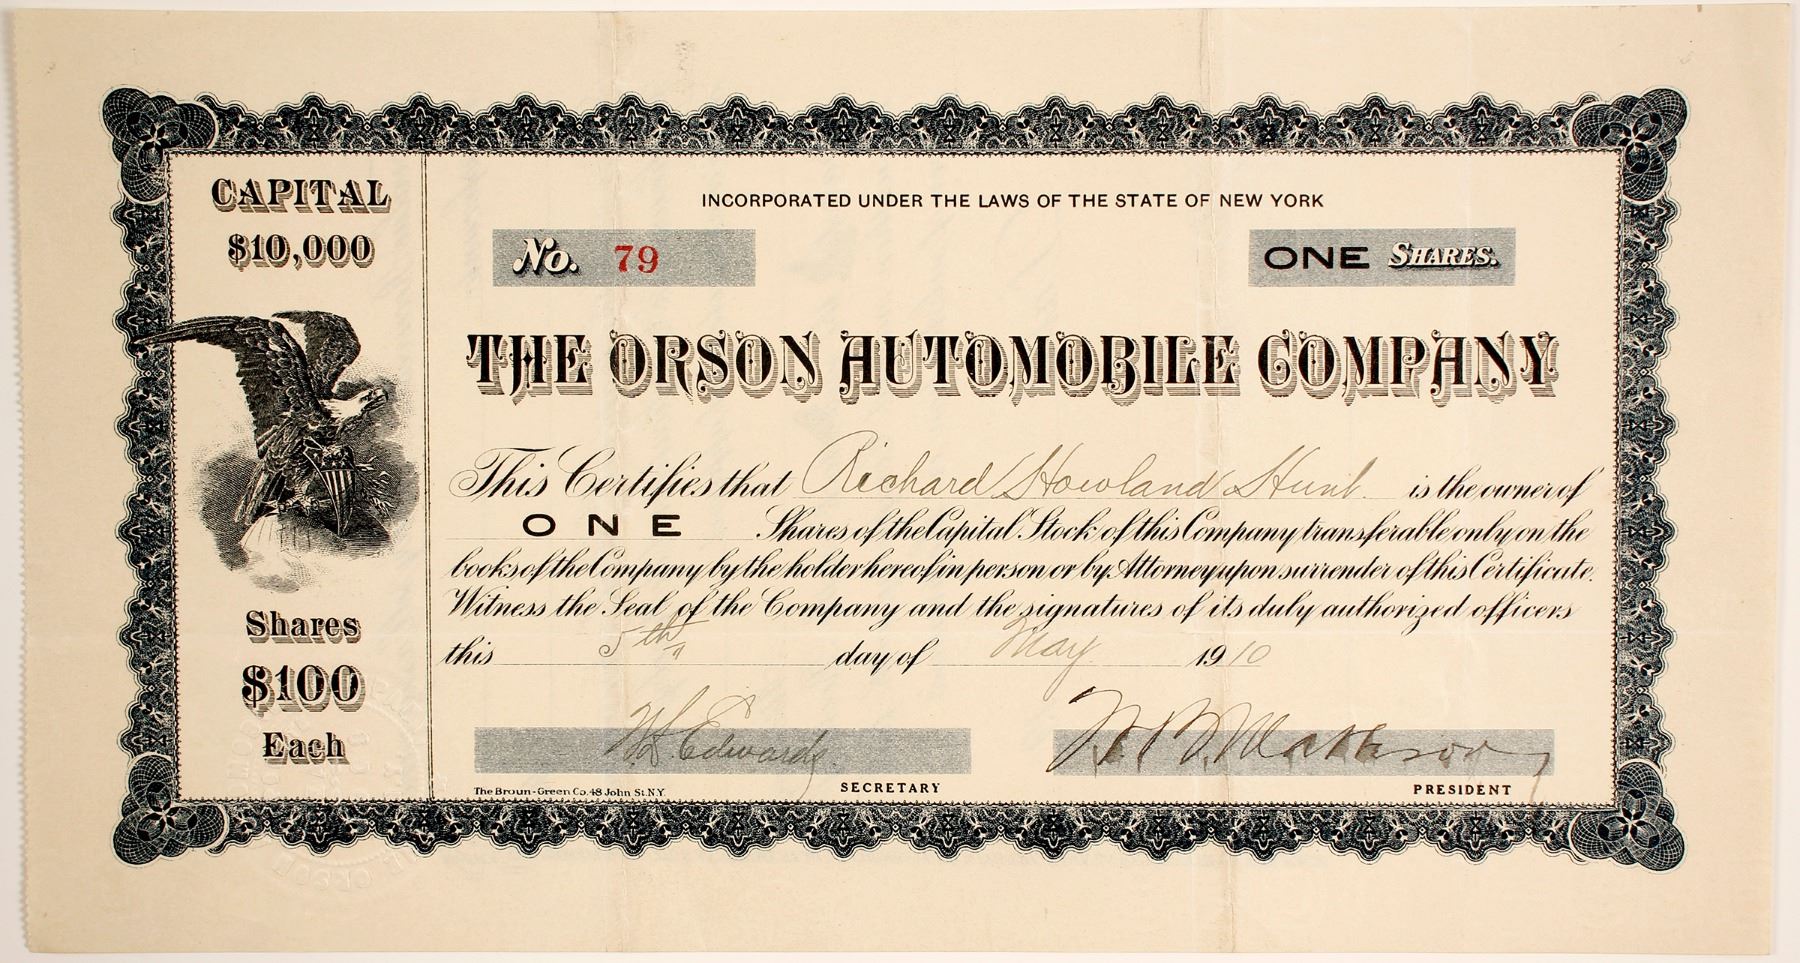 CAPITAL
$10,000
Shares
$100
Each
INCORPORATED UNDER THE LAWS OF THE STATE OF NEW YORK
No. 79
ONE SHARES.
THE ORSON AUTOMOBILE COMPANY
This Certifies that Richard Howland Hunt is the owner of
ONE Shares of the Capital Stock of this Company transferable only on the
books of the Company by the holder hereof in person or by Attorney upon surrender of this Certificate.
Witness the Seal of the Company and the signatures of its duly authorized officers
this 5th day of May 1910
Edwards
The Broun-Green Co. 48 John St. N.Y.
SECRETARY
PRESIDENT